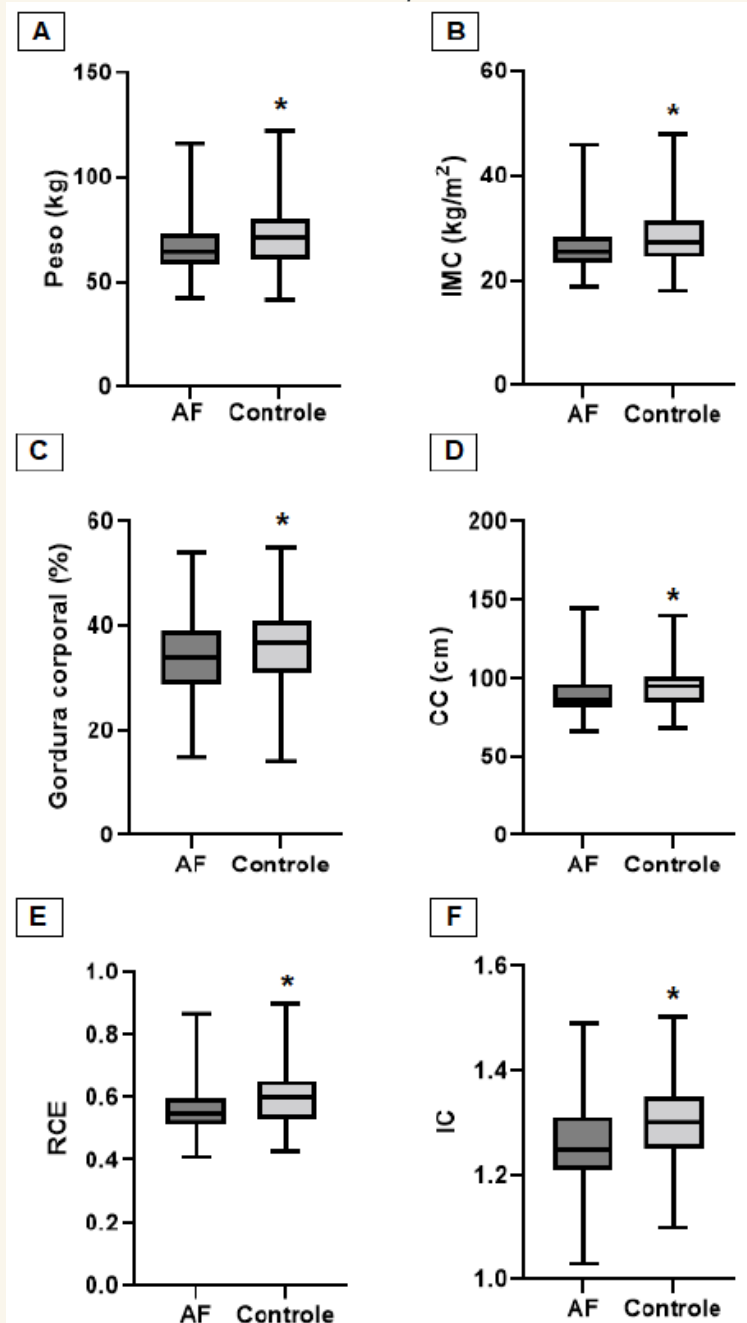 A
Peso (kg)
150
100
50
0
*
AF Controle
B
IMC (kg/m²)
60
40
20
0
*
AF Controle
C
Gordura corporal (%)
60
40
20
0
*
AF Controle
D
CC (cm)
200
150
100
50
0
*
AF Controle
E
RCE
1.0
0.8
0.6
0.4
0.2
0.0
*
AF Controle
F
IC
1.6
1.4
1.2
1.0
*
AF Controle